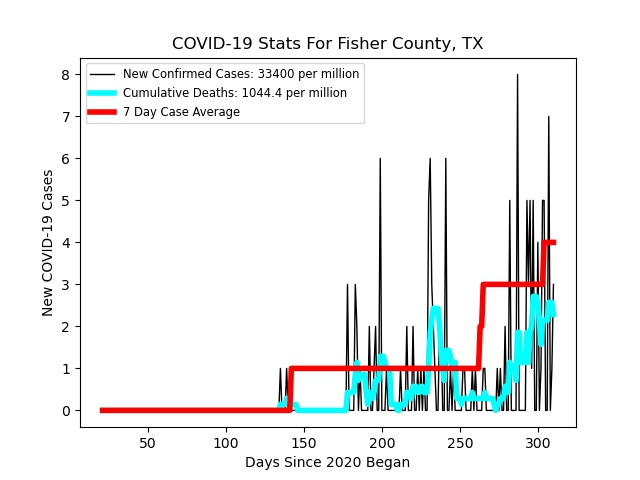 COVID-19 Stats For Fisher County, TX
New Confirmed Cases: 33400 per million
Cumulative Deaths: 1044.4 per million
7 Day Case Average
New COVID-19 Cases
8
7
6
5
4
3
2
1
0
50 100 150 200 250 300
Days Since 2020 Began